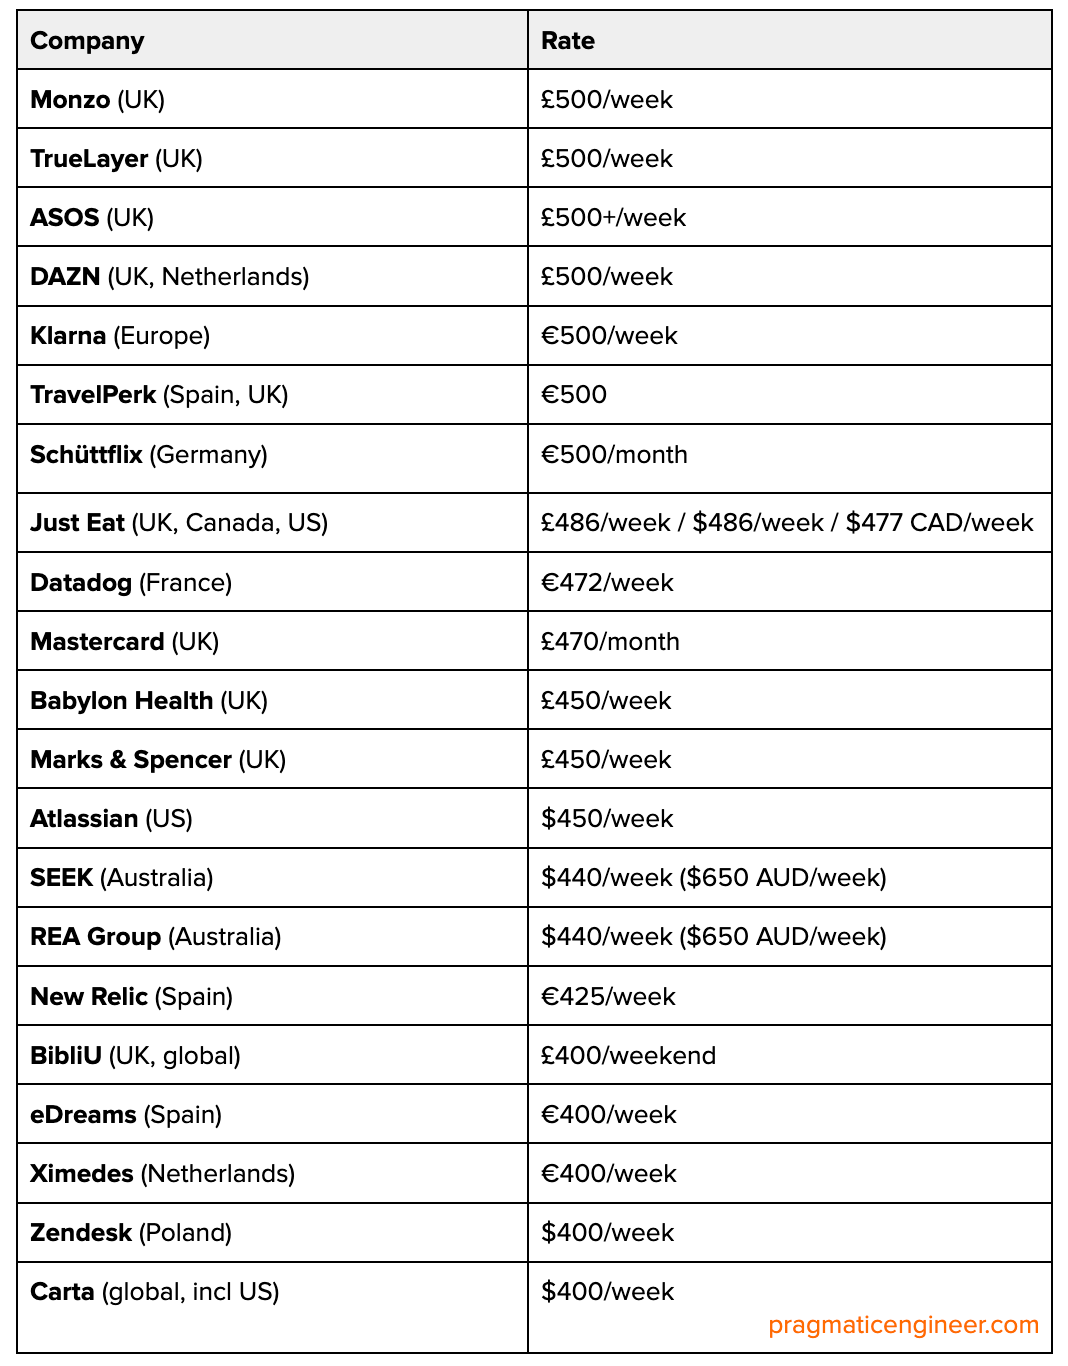 Company Rate
Monzo (UK) £500/week
TrueLayer (UK) £500/week
ASOS (UK) £500+/week
DAZN (UK, Netherlands) £500/week
Klarna (Europe) €500/week
TravelPerk (Spain, UK) €500
Schüttflix (Germany) €500/month
Just Eat (UK, Canada, US) £486/week / $486/week / $477 CAD/week
Datadog (France) €472/week
Mastercard (UK) £470/month
Babylon Health (UK) £450/week
Marks & Spencer (UK) £450/week
Atlassian (US) $450/week
SEEK (Australia) $440/week ($650 AUD/week)
REA Group (Australia) $440/week ($650 AUD/week)
New Relic (Spain) €425/week
BibliU (UK, global) £400/weekend
eDreams (Spain) €400/week
Ximedes (Netherlands) €400/week
Zendesk (Poland) $400/week
Carta (global, incl US) $400/week
pragmaticengineer.com